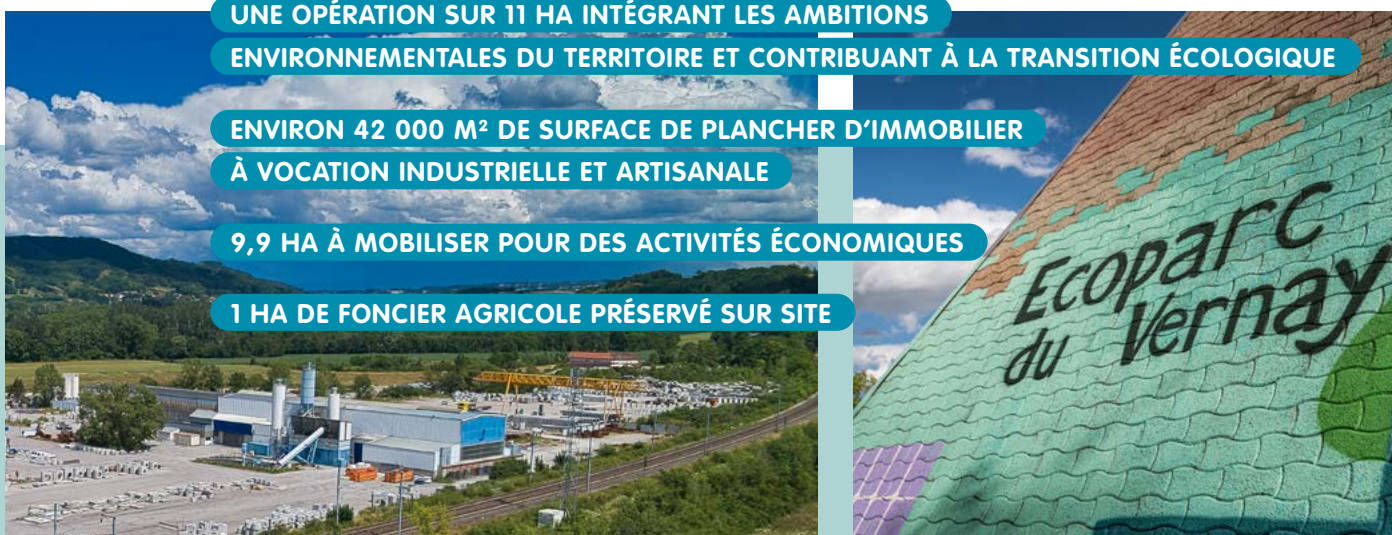 UNE OPÉRATION SUR 11 HA INTÉGRANT LES AMBITIONS
ENVIRONNEMENTALES DU TERRITOIRE ET CONTRIBUANT À LA TRANSITION ÉCOLOGIQUE
ENVIRON 42 000 M² DE SURFACE DE PLANCHER D’IMMOBILIER
À VOCATION INDUSTRIELLE ET ARTISANALE
9,9 HA À MOBILISER POUR DES ACTIVITÉS ÉCONOMIQUES
1 HA DE FONCIER AGRICOLE PRÉSERVÉ SUR SITE
Ecoparc
du Vernay